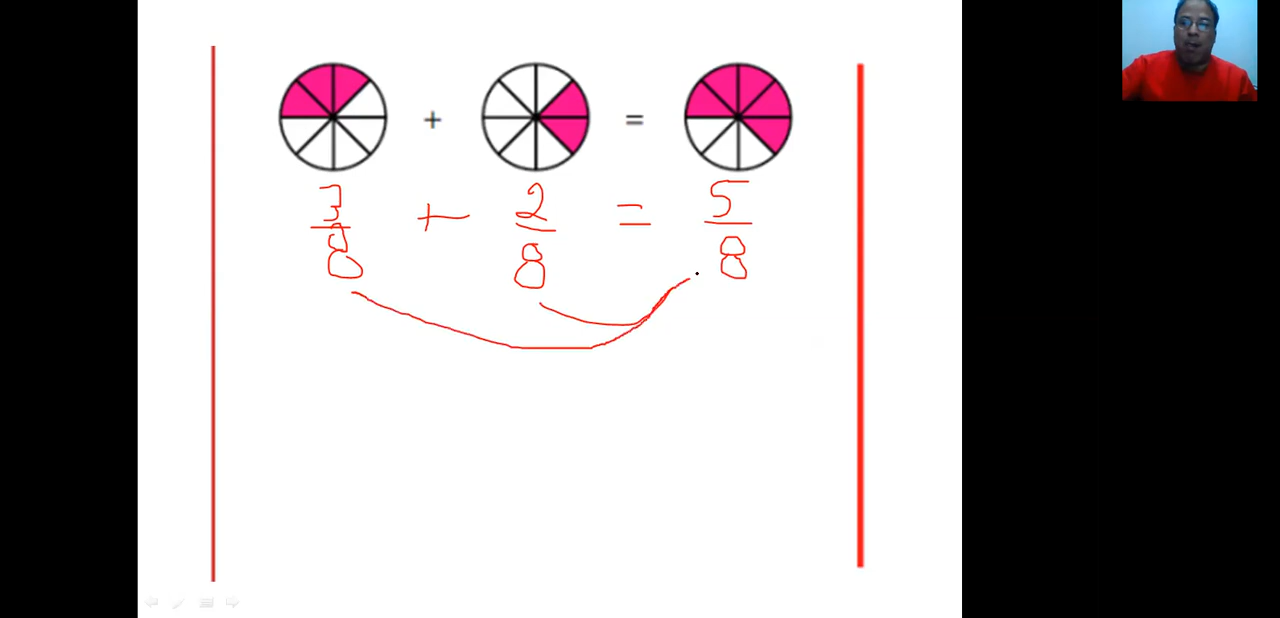 + =
3/8 + 2/8 = 5/8